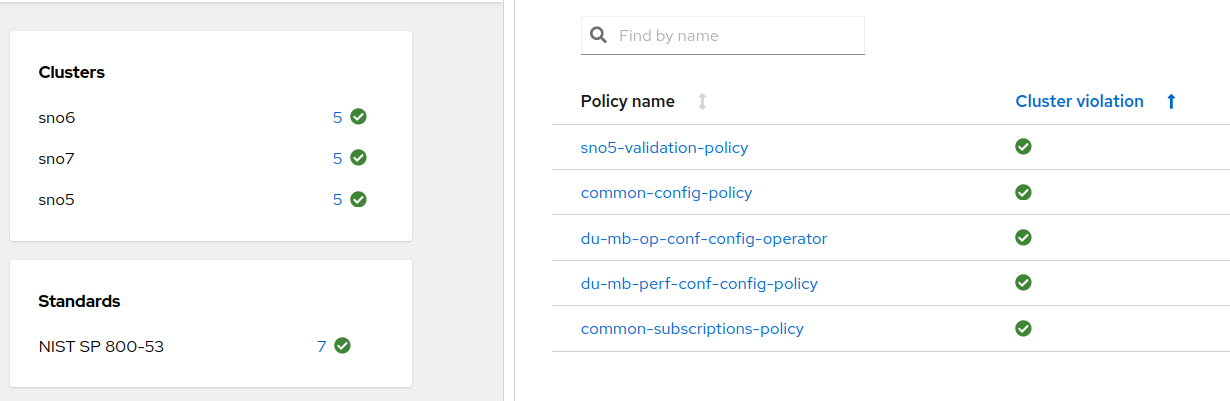 Clusters
sno6 5
sno7 5
sno5 5
Standards
NIST SP 800-53 7
Find by name
Policy name Cluster violation
sno5-validation-policy
common-config-policy
du-mb-op-conf-config-operator
du-mb-perf-conf-config-policy
common-subscriptions-policy